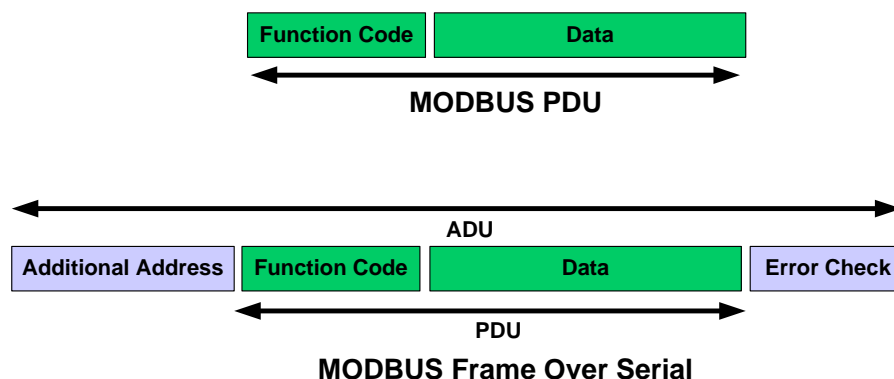 Function Code Data
MODBUS PDU
ADU
Additional Address Function Code Data Error Check
PDU
MODBUS Frame Over Serial